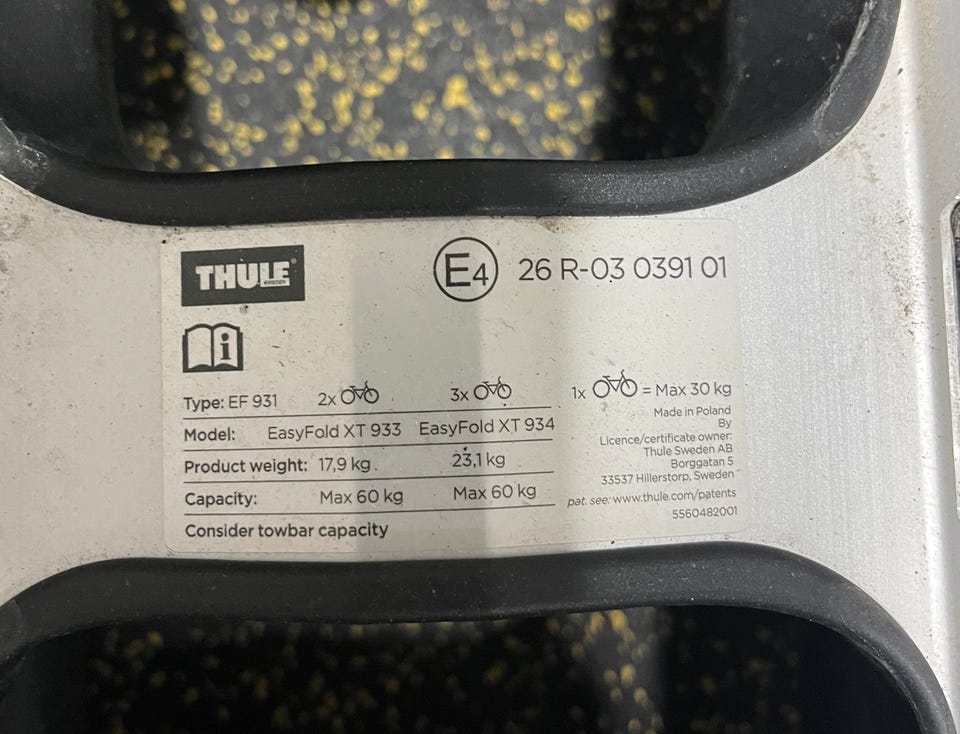 THULE
SWEDEN
E4 26 R-03 0391 01
i
Type: EF 931 2x 3x 1x = Max 30 kg
Model: EasyFold XT 933 EasyFold XT 934
Product weight: 17,9 kg 23,1 kg
Capacity: Max 60 kg Max 60 kg
Consider towbar capacity
Made in Poland
By
Licence/certificate owner:
Thule Sweden AB
Borggatan 5
33537 Hillerstorp, Sweden
pat. see: www.thule.com/patents
5560482001